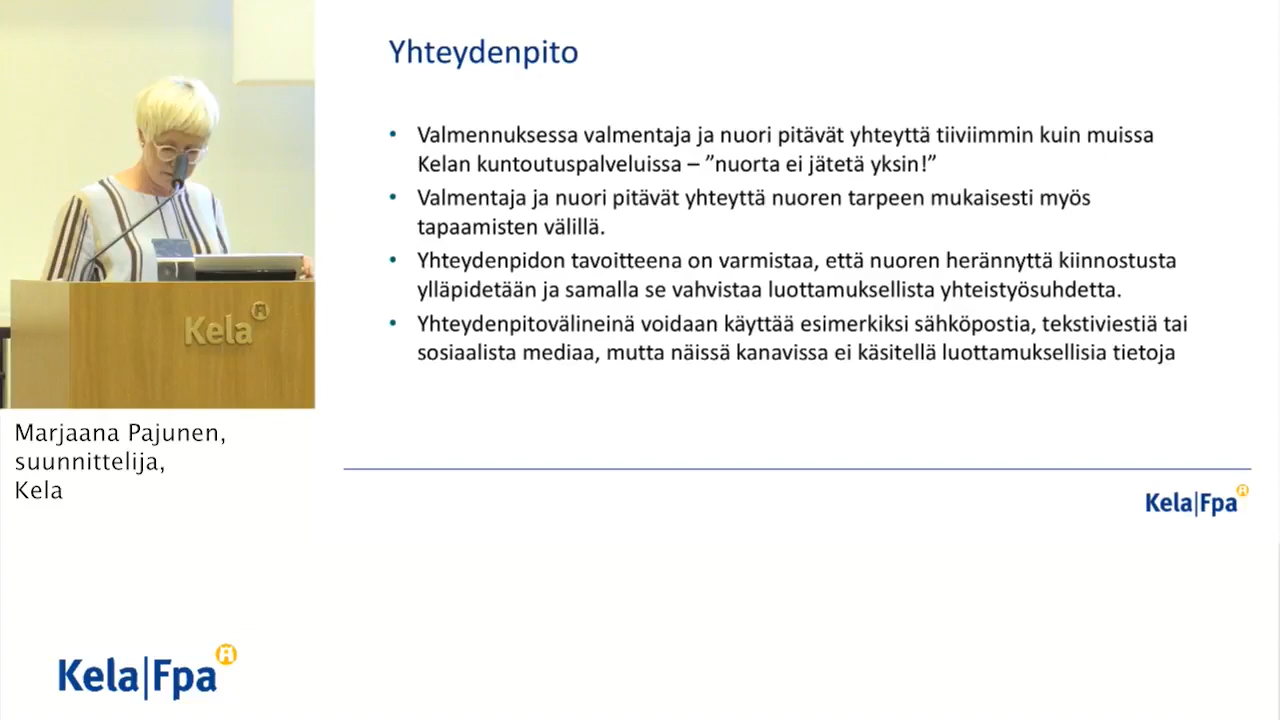 Yhteydenpito
• Valmennuksessa valmentaja ja nuori pitävät yhteyttä tiiviimmin kuin muissa
Kelan kuntoutuspalveluissa – ”nuorta ei jätetä yksin!”
• Valmentaja ja nuori pitävät yhteyttä nuoren tarpeen mukaisesti myös
tapaamisten välillä.
• Yhteydenpidon tavoitteena on varmistaa, että nuoren herännyttä kiinnostusta
ylläpidetään ja samalla se vahvistaa luottamuksellista yhteistyösuhdetta.
• Yhteydenpitovälineinä voidaan käyttää esimerkiksi sähköpostia, tekstiviestiä tai
sosiaalista mediaa, mutta näissä kanavissa ei käsitellä luottamuksellisia tietoja
Kela
Marjaana Pajunen,
suunnittelija,
Kela
Kela|Fpa
Kela|Fpa